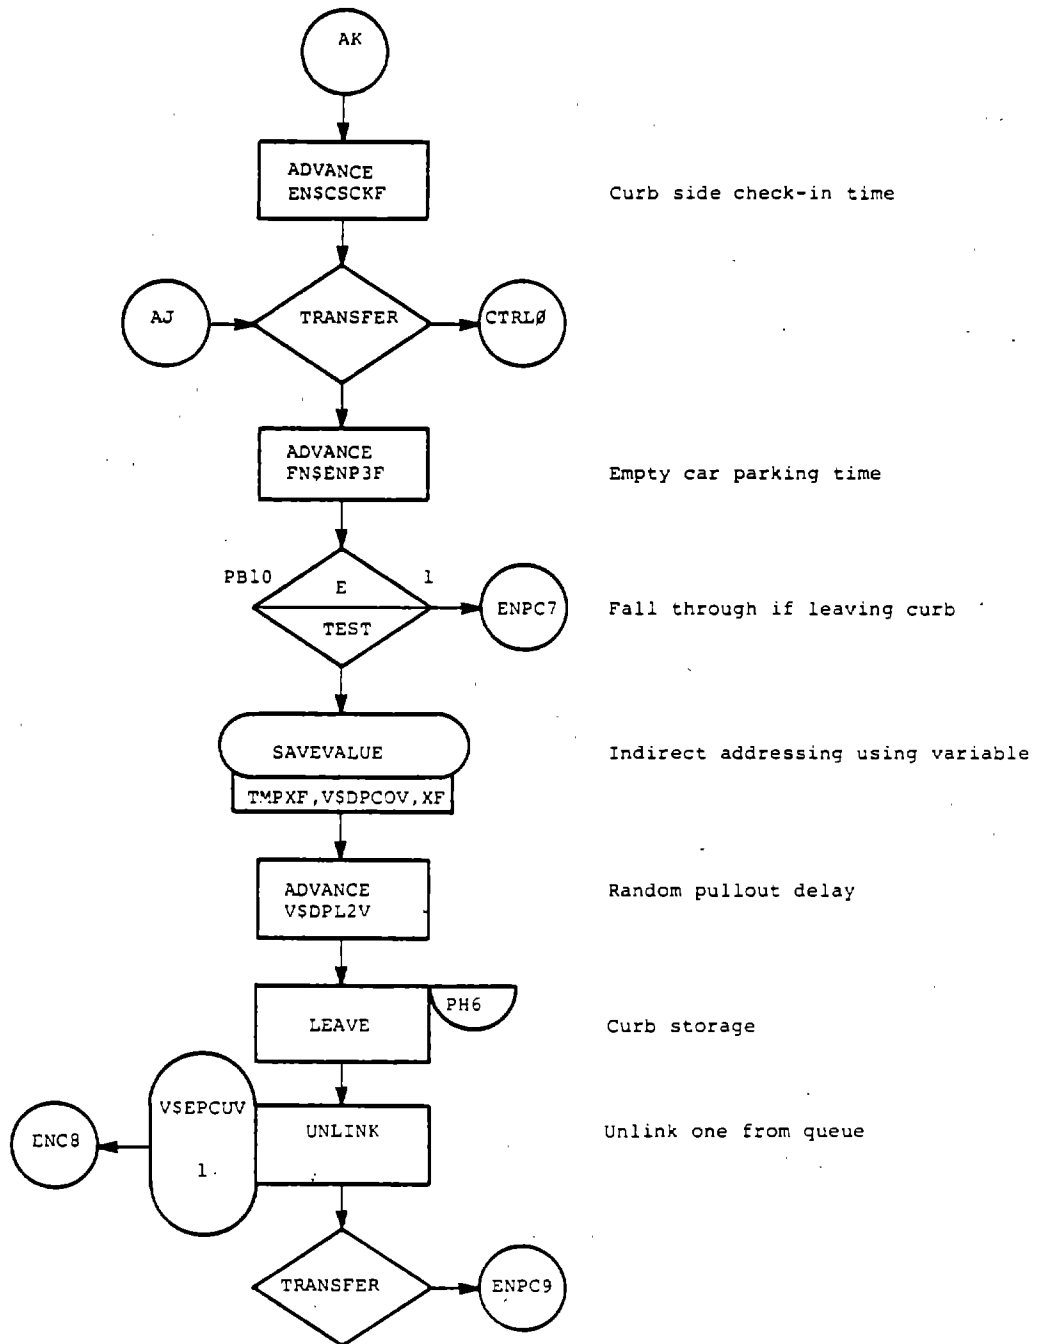 AK
ADVANCE
EN$CSCKF
Curb side check-in time
AJ
TRANSFER
CTRLØ
ADVANCE
FN$ENP3F
Empty car parking time
PB10
E
1
TEST
ENPC7
Fall through if leaving curb
SAVEVALUE
TMPXF,V$DPCOV,XF
Indirect addressing using variable
ADVANCE
V$DPL2V
Random pullout delay
LEAVE
PH6
Curb storage
V$EPCUV
1
UNLINK
ENC8
Unlink one from queue
TRANSFER
ENPC9